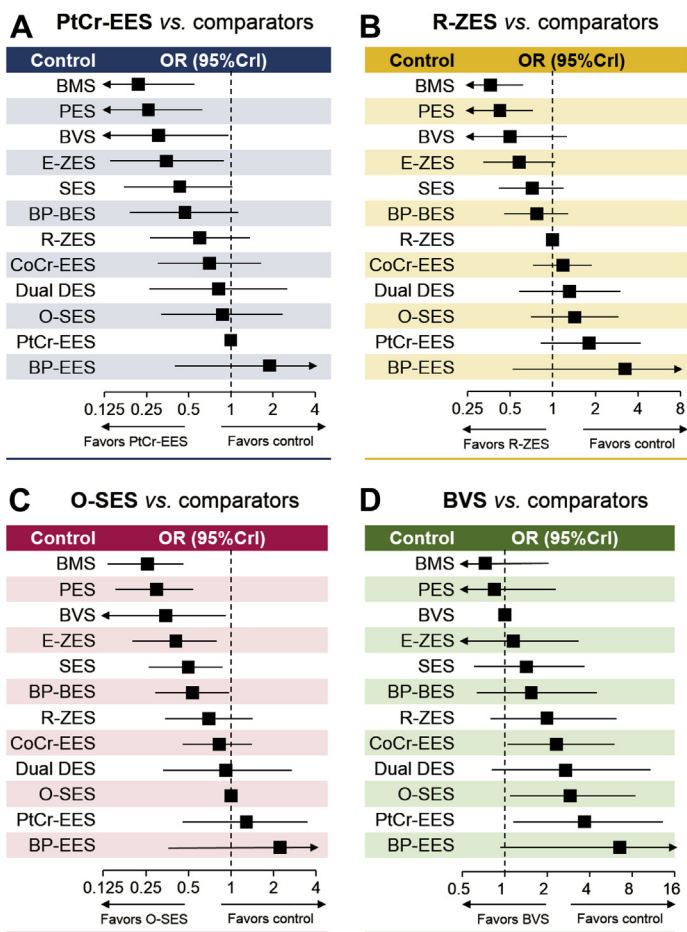 A PtCr-EES vs. comparators
Control OR (95%CrI)
BMS
PES
BVS
E-ZES
SES
BP-BES
R-ZES
CoCr-EES
Dual DES
O-SES
PtCr-EES
BP-EES
0.125 0.25 0.5 1 2 4
Favors PtCr-EES Favors control
B R-ZES vs. comparators
Control OR (95%CrI)
BMS
PES
BVS
E-ZES
SES
BP-BES
R-ZES
CoCr-EES
Dual DES
O-SES
PtCr-EES
BP-EES
0.25 0.5 1 2 4 8
Favors R-ZES Favors control
C O-SES vs. comparators
Control OR (95%CrI)
BMS
PES
BVS
E-ZES
SES
BP-BES
R-ZES
CoCr-EES
Dual DES
O-SES
PtCr-EES
BP-EES
0.125 0.25 0.5 1 2 4
Favors O-SES Favors control
D BVS vs. comparators
Control OR (95%CrI)
BMS
PES
BVS
E-ZES
SES
BP-BES
R-ZES
CoCr-EES
Dual DES
O-SES
PtCr-EES
BP-EES
0.5 1 2 4 8 16
Favors BVS Favors control